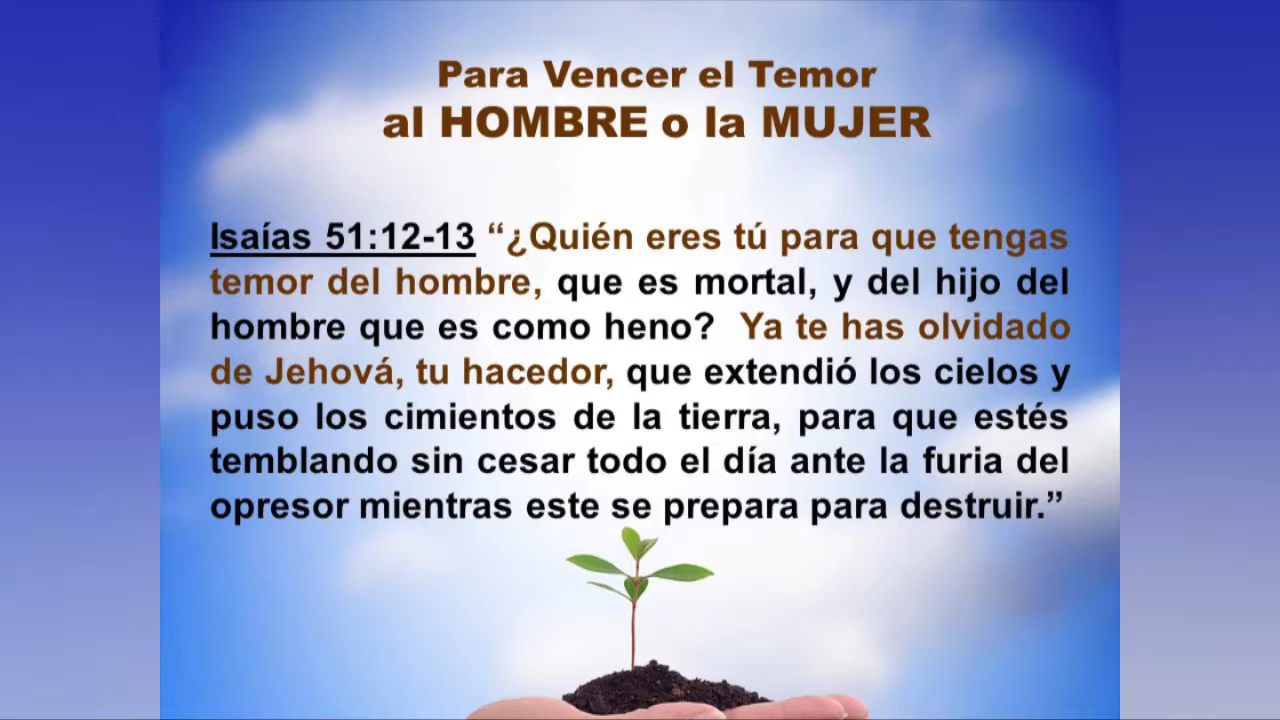 Para Vencer el Temor
al HOMBRE o la MUJER
Isaías 51:12-13 “¿Quién eres tú para que tengas
temor del hombre, que es mortal, y del hijo del
hombre que es como heno? Ya te has olvidado
de Jehová, tu hacedor, que extendió los cielos y
puso los cimientos de la tierra, para que estés
temblando sin cesar todo el día ante la furia del
opresor mientras este se prepara para destruir.”